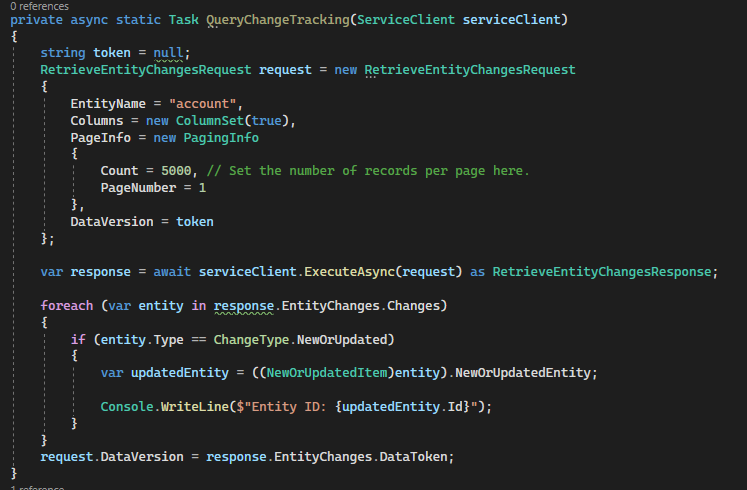 0 references
private async static Task QueryChangeTracking(ServiceClient serviceClient)
{
    string token = null;
    RetrieveEntityChangesRequest request = new RetrieveEntityChangesRequest
    {
        EntityName = "account",
        Columns = new ColumnSet(true),
        PageInfo = new PagingInfo
        {
            Count = 5000, // Set the number of records per page here.
            PageNumber = 1
        },
        DataVersion = token
    };

    var response = await serviceClient.ExecuteAsync(request) as RetrieveEntityChangesResponse;

    foreach (var entity in response.EntityChanges.Changes)
    {
        if (entity.Type == ChangeType.NewOrUpdated)
        {
            var updatedEntity = ((NewOrUpdatedItem)entity).NewOrUpdatedEntity;

            Console.WriteLine($"Entity ID: {updatedEntity.Id}");
        }
    }
    request.DataVersion = response.EntityChanges.DataToken;
}
1 reference